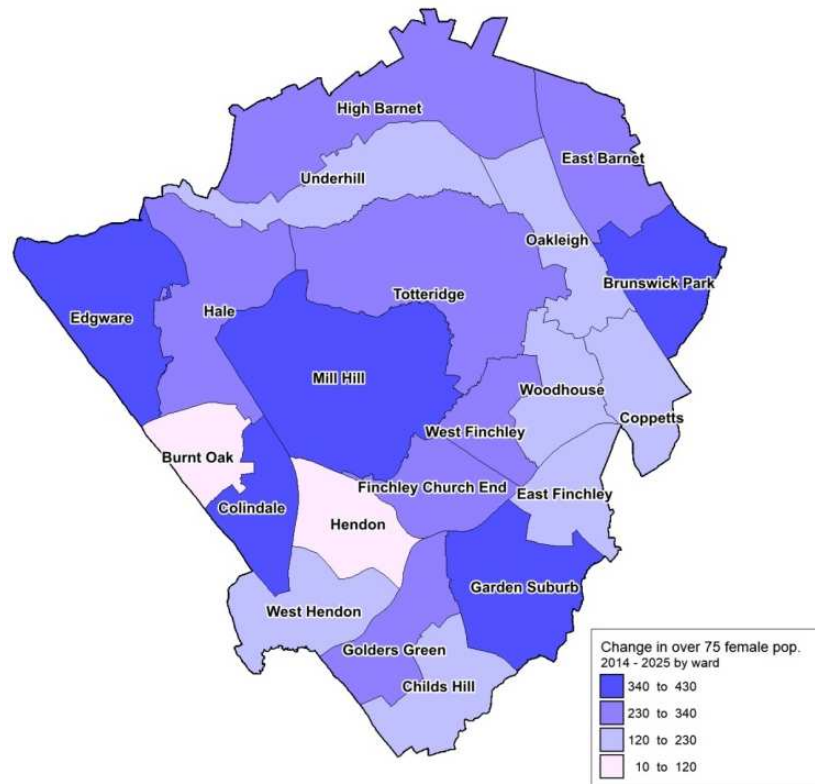 High Barnet
East Barnet
Underhill
Oakleigh
Brunswick Park
Totteridge
Hale
Edgware
Mill Hill
Woodhouse
Coppetts
West Finchley
Burnt Oak
Finchley Church End
East Finchley
Colindale
Hendon
Garden Suburb
West Hendon
Golders Green
Childs Hill
Change in over 75 female pop.
2014 - 2025 by ward
340 to 430
230 to 340
120 to 230
10 to 120